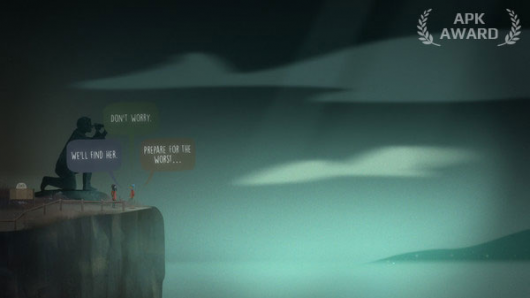 APK
AWARD
DON'T WORRY.
WE'LL FIND HER.
PREPARE FOR THE
WORST...